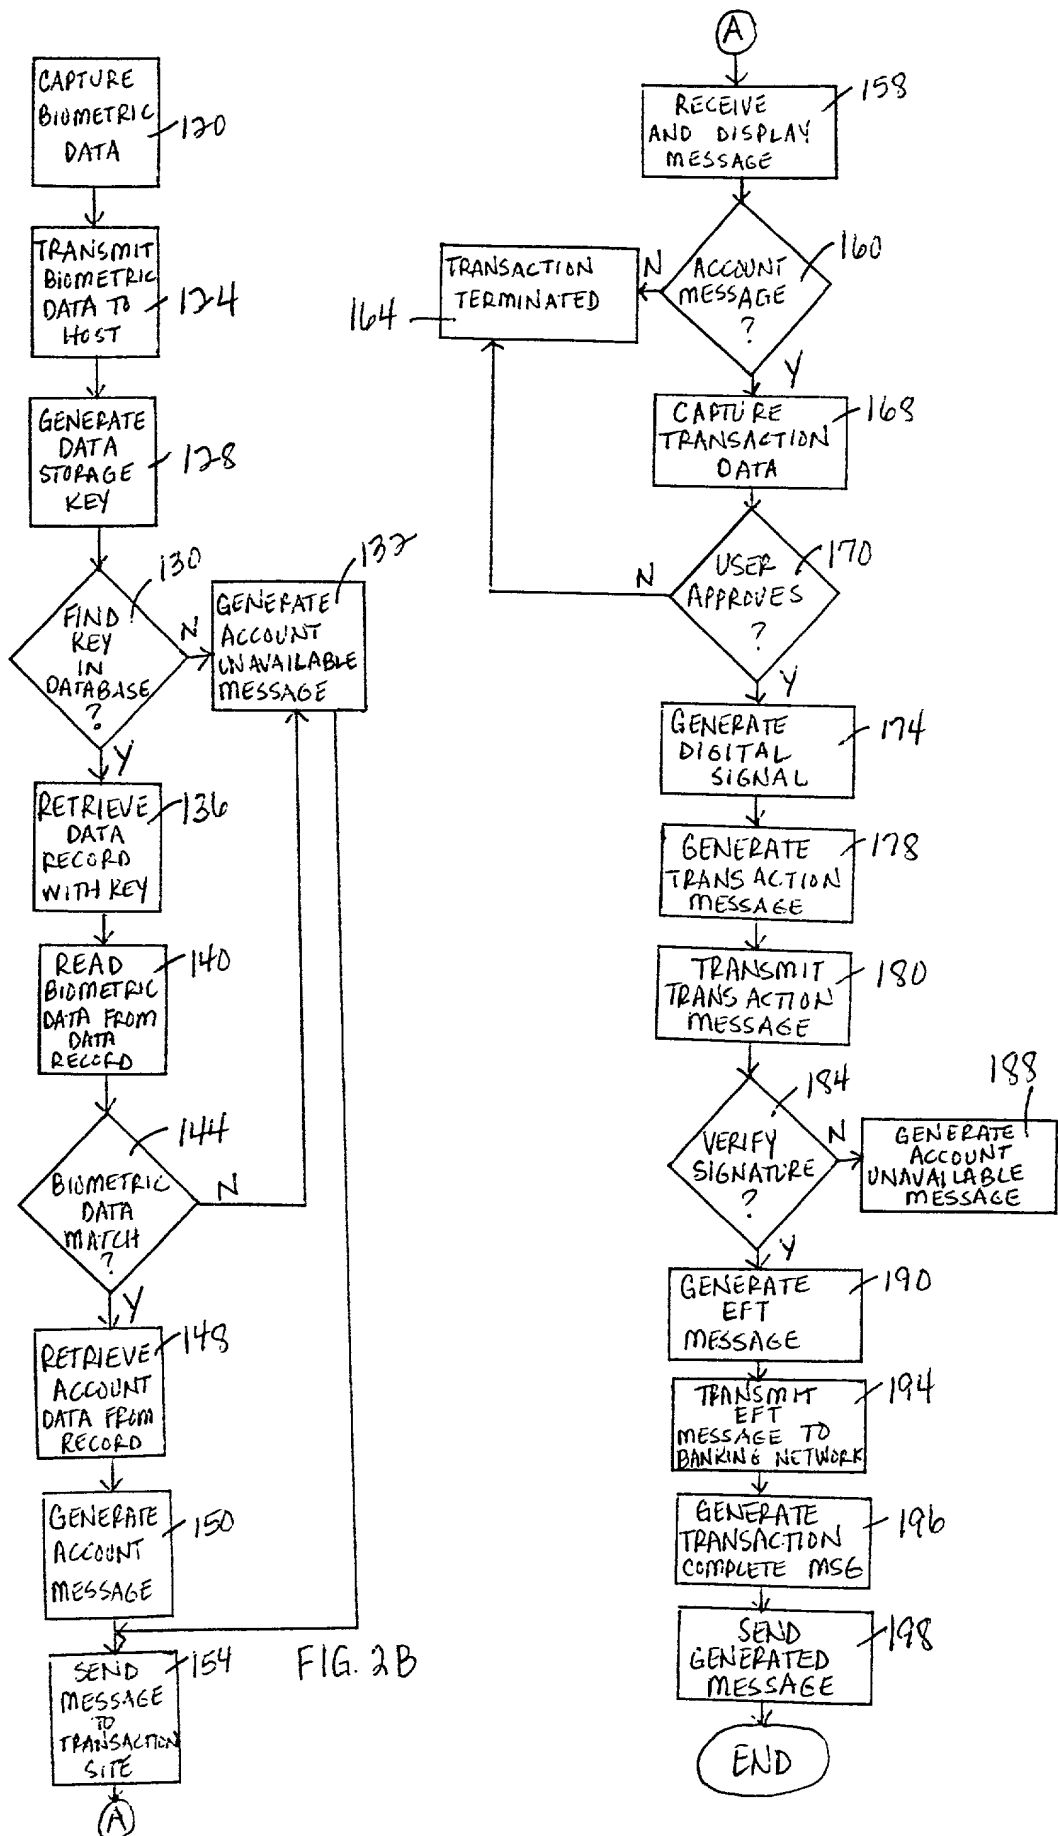 CAPTURE
BIOMETRIC
DATA
120
TRANSMIT
BIOMETRIC
DATA TO
HOST
124
GENERATE
DATA
STORAGE
KEY
128
130
FIND
KEY
IN
DATABASE
?
N
Y
132
GENERATE
ACCOUNT
UNAVAILABLE
MESSAGE
RETRIEVE
DATA
RECORD
WITH KEY
136
READ
BIOMETRIC
DATA FROM
DATA
RECORD
140
144
BIOMETRIC
DATA
MATCH
?
N
Y
RETRIEVE
ACCOUNT
DATA FROM
RECORD
148
GENERATE
ACCOUNT
MESSAGE
150
SEND
MESSAGE
TO
TRANSACTION
SITE
154
A
FIG. 2B
A
RECEIVE
AND DISPLAY
MESSAGE
158
160
ACCOUNT
MESSAGE
?
N
Y
TRANSACTION
TERMINATED
164
CAPTURE
TRANSACTION
DATA
168
170
USER
APPROVES
?
N
Y
GENERATE
DIGITAL
SIGNAL
174
GENERATE
TRANSACTION
MESSAGE
178
TRANSMIT
TRANSACTION
MESSAGE
180
184
VERIFY
SIGNATURE
?
N
Y
188
GENERATE
ACCOUNT
UNAVAILABLE
MESSAGE
GENERATE
EFT
MESSAGE
190
TRANSMIT
EFT
MESSAGE TO
BANKING NETWORK
194
GENERATE
TRANSACTION
COMPLETE MSG
196
SEND
GENERATED
MESSAGE
198
END